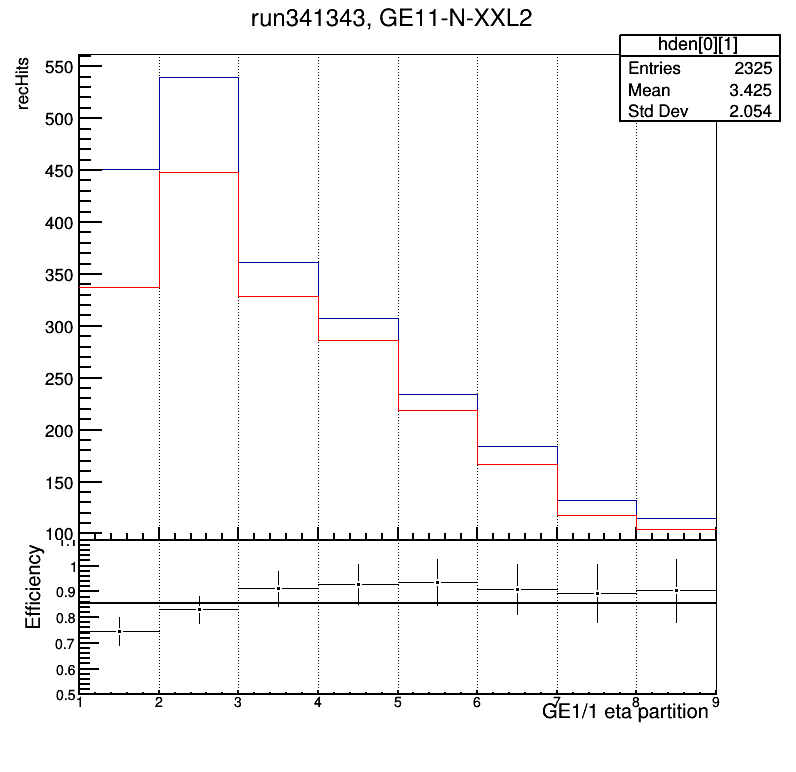 run341343, GE11-N-XXL2
hden[0][1]
Entries 2325
Mean 3.425
Std Dev 2.054
recHits
550
500
450
400
350
300
250
200
150
100
Efficiency
1.1
1
0.9
0.8
0.7
0.6
0.5
1 2 3 4 5 6 7 8 9
GE1/1 eta partition